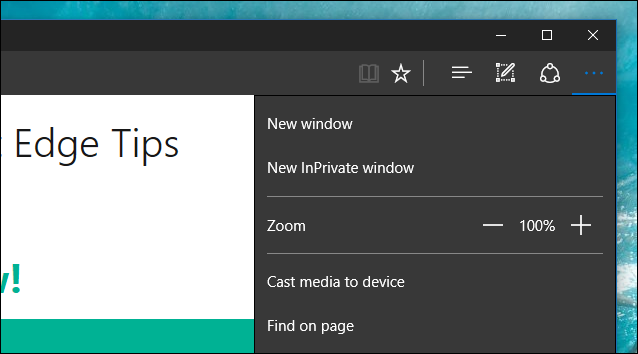 Edge Tips
New window
New InPrivate window
Zoom 100%
!
Cast media to device
Find on page